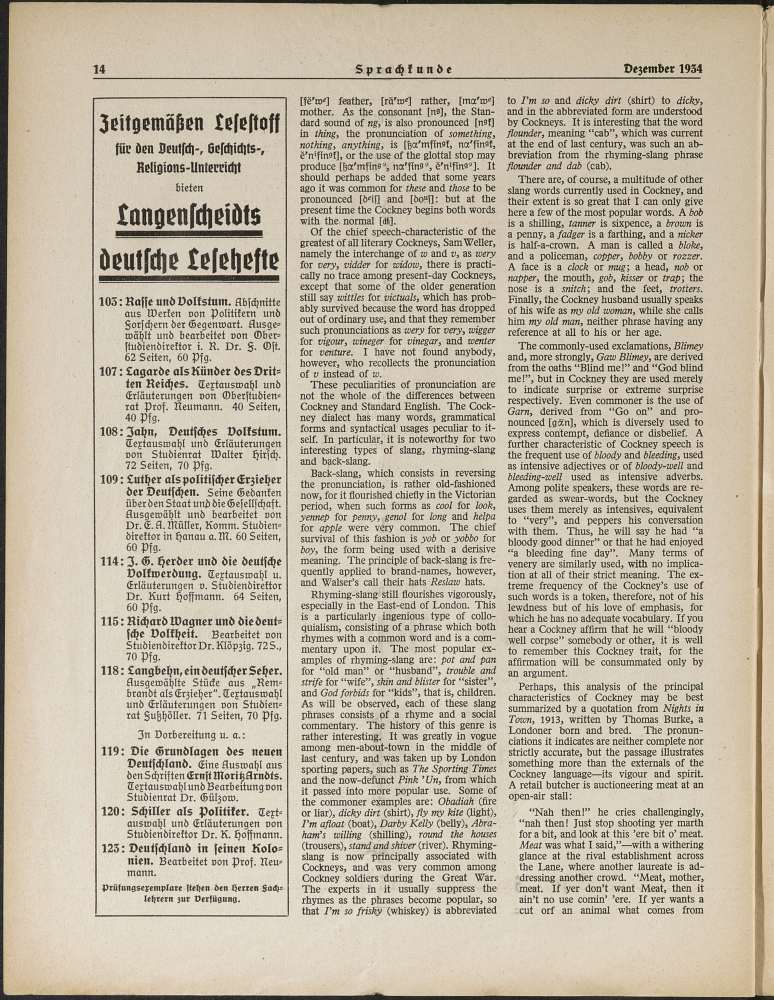 14
Sprachkunde
Dezember 1934
Zeitgemäßen Lesestoff
für den Deutsch-, Geschichts-,
Religions-Unterricht
bieten
Langenscheidts
deutsche Lesehefte
103: Rasse und Volkstum. Abschnitte
aus Werken von Politikern und
Forschern der Gegenwart. Ausge-
wählt und bearbeitet von Ober-
studiendirektor i. R. Dr. F. Ost.
62 Seiten, 60 Pfg.
107: Lagarde als Künder des Drit-
ten Reiches. Textauswahl und
Erläuterungen von Oberstudien-
rat Prof. Neumann. 40 Seiten,
40 Pfg.
108: Jahn, Deutsches Volkstum.
Textauswahl und Erläuterungen
von Studienrat Walter Hirsch.
72 Seiten, 70 Pfg.
109: Luther als politischer Erzieher
der Deutschen. Seine Gedanken
über den Staat und die Gesellschaft.
Ausgewählt und bearbeitet von
Dr. E. A. Müller, Komm. Studien-
direktor in Hanau a. M. 60 Seiten,
60 Pfg.
114: J. G. Herder und die deutsche
Volkwerdung. Textauswahl u.
Erläuterungen v. Studiendirektor
Dr. Kurt Hoffmann. 64 Seiten,
60 Pfg.
115: Richard Wagner und die deut-
sche Volkheit. Bearbeitet von
Studiendirektor Dr. Klöpzig. 72 S.,
70 Pfg.
118: Langbehn, ein deutscher Seher.
Ausgewählte Stücke aus „Rem-
brandt als Erzieher“. Textauswahl
und Erläuterungen von Studien-
rat Fußhöller. 71 Seiten, 70 Pfg.
In Vorbereitung u. a.:
119: Die Grundlagen des neuen
Deutschland. Eine Auswahl aus
den Schriften Ernst Moritz Arndts.
Textauswahl und Bearbeitung von
Studienrat Dr. Gülzow.
120: Schiller als Politiker. Text-
auswahl und Erläuterungen von
Studiendirektor Dr. K. Hoffmann.
123: Deutschland in seinen Kolo-
nien. Bearbeitet von Prof. Neu-
mann.
Prüfungsexemplare stehen den Herren Fach-
lehrern zur Verfügung.
feather, rather,
mother. As the consonant the Stan-
dard sound of ng, is also pronounced
in thing, the pronunciation of something,
nothing, anything, is
or the use of the glottal stop may
produce It
should perhaps be added that some years
ago it was common for these and those to be
pronounced and but at the
present time the Cockney begins both words
with the normal
Of the chief speech-characteristic of the
greatest of all literary Cockneys, Sam Weller,
namely the interchange of w and v, as wery
for very, vidder for widow, there is practi-
cally no trace among present-day Cockneys,
except that some of the older generation
still say wittles for victuals, which has prob-
ably survived because the word has dropped
out of ordinary use, and that they remember
such pronunciations as wery for very, wigger
for vigour, wineger for vinegar, and wenter
for venture. I have not found anybody,
however, who recollects the pronunciation
of v instead of w.
These peculiarities of pronunciation are
not the whole of the differences between
Cockney and Standard English. The Cock-
ney dialect has many words, grammatical
forms and syntactical usages peculiar to it-
self. In particular, it is noteworthy for two
interesting types of slang, rhyming-slang
and back-slang.
Back-slang, which consists in reversing
the pronunciation, is rather old-fashioned
now, for it flourished chiefly in the Victorian
period, when such forms as cool for look,
yennep for penny, genol for long and helpa
for apple were very common. The chief
survival of this fashion is yob or yobbo for
boy, the form being used with a derisive
meaning. The principle of back-slang is fre-
quently applied to brand-names, however,
and Walser's call their hats Reslaw hats.
Rhyming-slang still flourishes vigorously,
especially in the East-end of London. This
is a particularly ingenious type of collo-
quialism, consisting of a phrase which both
rhymes with a common word and is a com-
mentary upon it. The most popular ex-
amples of rhyming-slang are: pot and pan
for “old man” or “husband”, trouble and
strife for “wife”, skin and blister for “sister”,
and God forbids for “kids”, that is, children.
As will be observed, each of these slang
phrases consists of a rhyme and a social
commentary. The history of this genre is
rather interesting. It was greatly in vogue
among men-about-town in the middle of
last century, and was taken up by London
sporting papers, such as The Sporting Times
and the now-defunct Pink 'Un, from which
it passed into more popular use. Some of
the commoner examples are: Obadiah (fire
or liar), dicky dirt (shirt), fly my kite (light),
I'm afloat (boat), Darby Kelly (belly), Abra-
ham's willing (shilling), round the houses
(trousers), stand and shiver (river). Rhyming-
slang is now principally associated with
Cockneys, and was very common among
Cockney soldiers during the Great War.
The experts in it usually suppress the
rhymes as the phrases become popular, so
that I'm so frisky (whiskey) is abbreviated
to I'm so and dicky dirt (shirt) to dicky,
and in the abbreviated form are understood
by Cockneys. It is interesting that the word
flounder, meaning “cab”, which was current
at the end of last century, was such an ab-
breviation from the rhyming-slang phrase
flounder and dab (cab).
There are, of course, a multitude of other
slang words currently used in Cockney, and
their extent is so great that I can only give
here a few of the most popular words. A bob
is a shilling, tanner is sixpence, a brown is
a penny, a fadger is a farthing, and a nicker
is half-a-crown. A man is called a bloke,
and a policeman, copper, bobby or rozzer.
A face is a clock or mug; a head, nob or
napper, the mouth, gob, kisser or trap; the
nose is a snitch; and the feet, trotters.
Finally, the Cockney husband usually speaks
of his wife as my old woman, while she calls
him my old man, neither phrase having any
reference at all to his or her age.
The commonly-used exclamations, Blimey
and, more strongly, Gaw Blimey, are derived
from the oaths “Blind me!” and “God blind
me!”, but in Cockney they are used merely
to indicate surprise or extreme surprise
respectively. Even commoner is the use of
Garn, derived from “Go on” and pro-
nounced which is diversely used to
express contempt, defiance or disbelief. A
further characteristic of Cockney speech is
the frequent use of bloody and bleeding, used
as intensive adjectives or of bloody-well and
bleeding-well used as intensive adverbs.
Among polite speakers, these words are re-
garded as swear-words, but the Cockney
uses them merely as intensives, equivalent
to “very”, and peppers his conversation
with them. Thus, he will say he had “a
bloody good dinner” or that he had enjoyed
“a bleeding fine day”. Many terms of
venery are similarly used, with no implica-
tion at all of their strict meaning. The ex-
treme frequency of the Cockney's use of
such words is a token, therefore, not of his
lewdness but of his love of emphasis, for
which he has no adequate vocabulary. If you
hear a Cockney affirm that he will “bloody
well corpse” somebody or other, it is well
to remember this Cockney trait, for the
affirmation will be consummated only by
an argument.
Perhaps, this analysis of the principal
characteristics of Cockney may be best
summarized by a quotation from Nights in
Town, 1913, written by Thomas Burke, a
Londoner born and bred. The pronun-
ciations it indicates are neither complete nor
strictly accurate, but the passage illustrates
something more than the externals of the
Cockney language—its vigour and spirit.
A retail butcher is auctioneering meat at an
open-air stall:
“Nah then!” he cries challengingly,
“nah then! Just stop shooting yer marth
for a bit, and look at this 'ere bit o' meat.
Meat was what I said,”—with a withering
glance at the rival establishment across
the Lane, where another laureate is ad-
dressing another crowd. “Meat, mother,
meat. If yer don't want Meat, then it
ain't no use comin' 'ere. If yer wants a
cut orf an animal what comes from